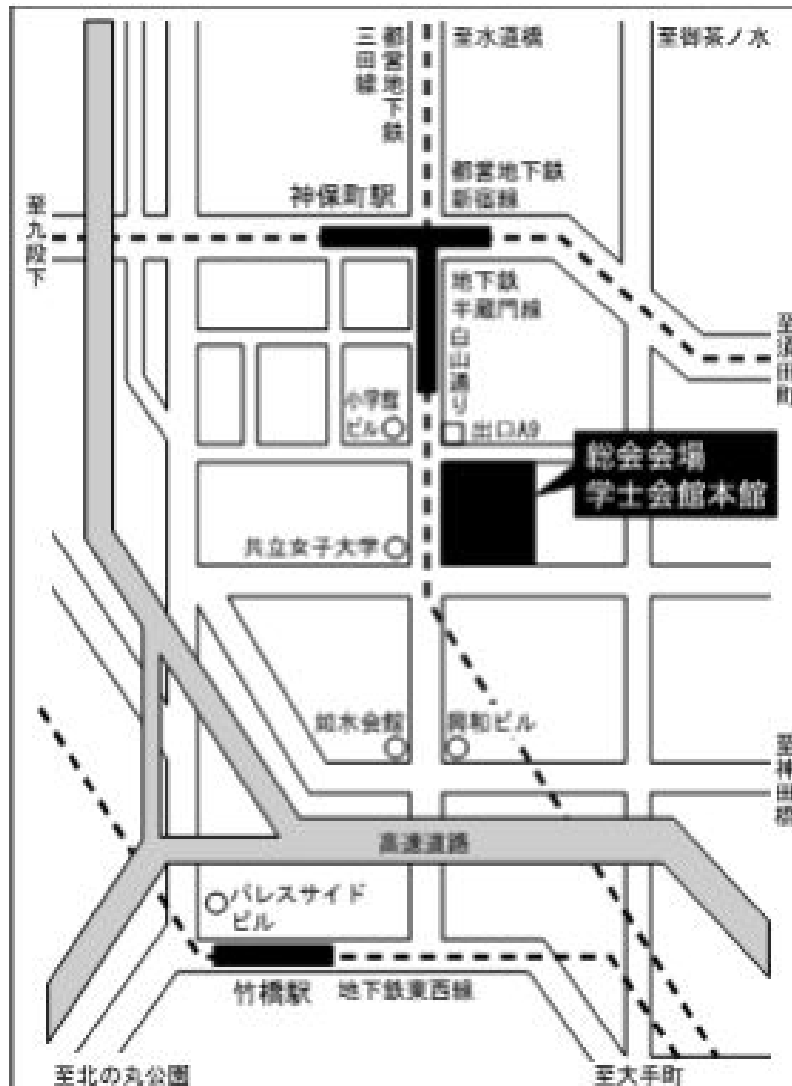 都営地下鉄
三田線
至水道橋
至御茶ノ水
神保町駅
都営地下鉄
新宿線
至九段下
地下鉄
半蔵門線
白山通り
至須田町
小学館
ビル
出口A9
総会会場
学士会館本館
共立女子大学
如水会館
興和ビル
至神田橋
高速道路
パレスサイド
ビル
竹橋駅
地下鉄東西線
至北の丸公園
至大手町